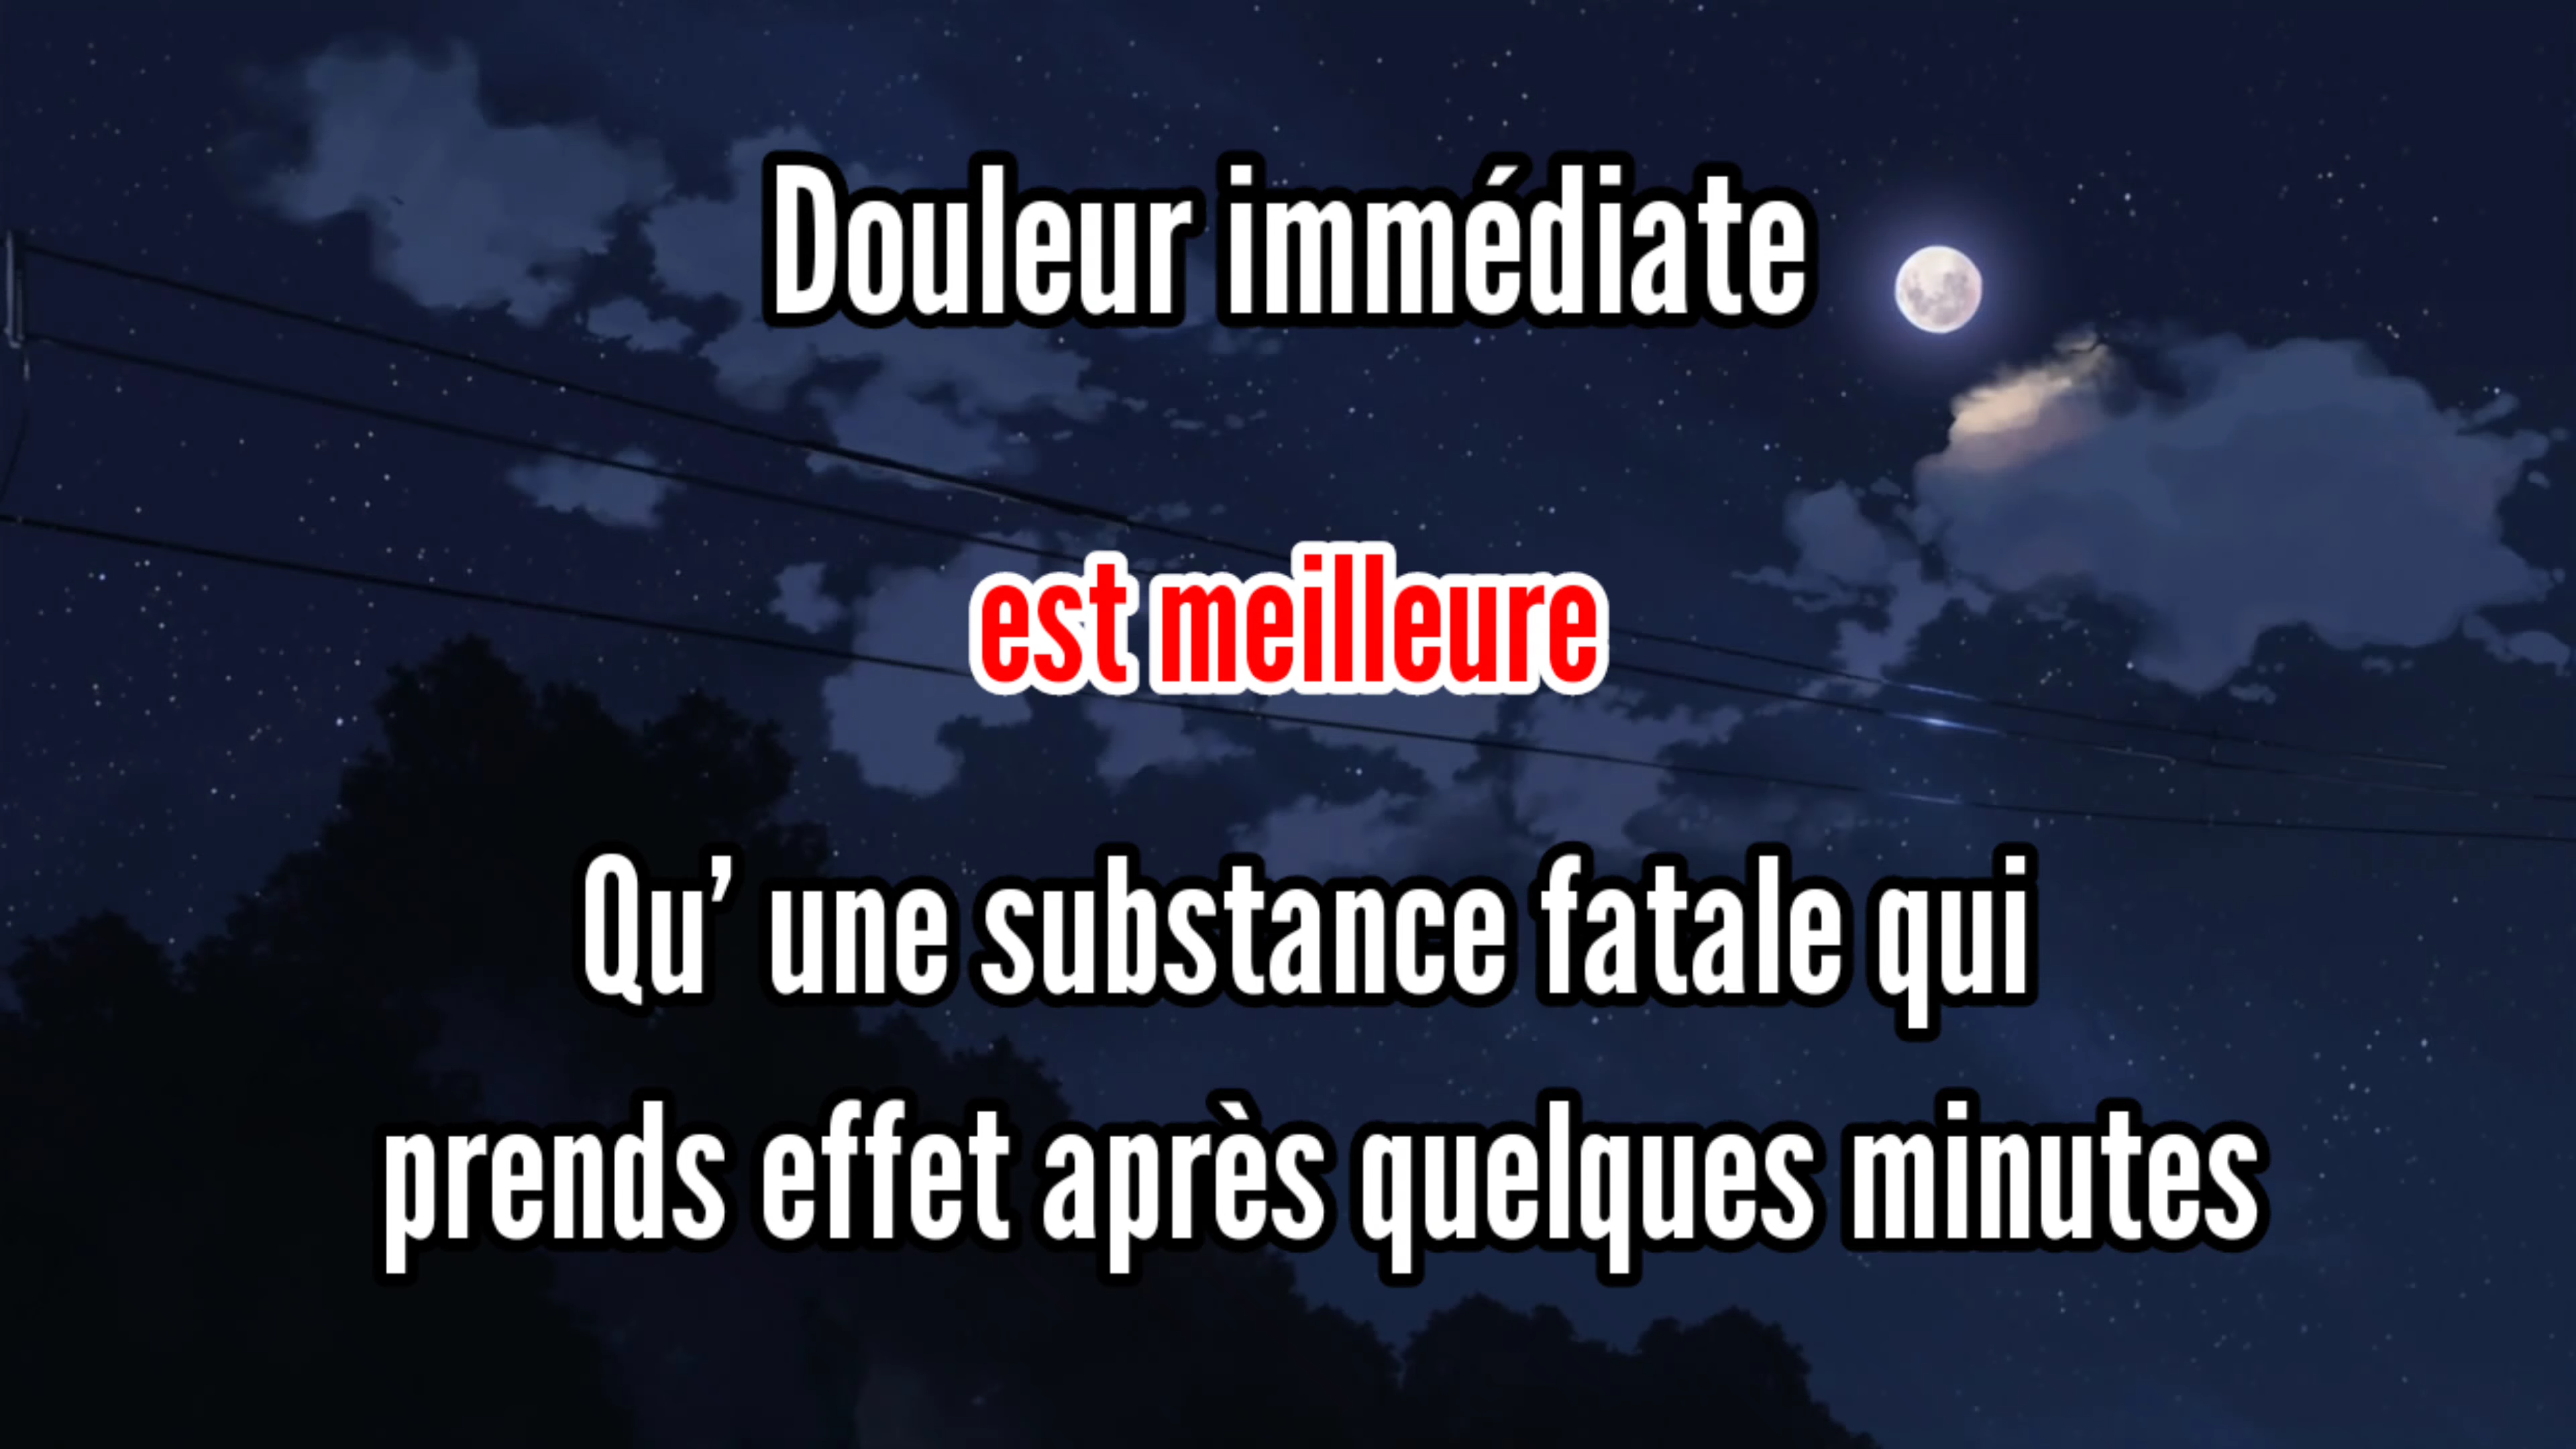 Douleur immédiate
est meilleure
Qu’ une substance fatale qui
prends effet après quelques minutes